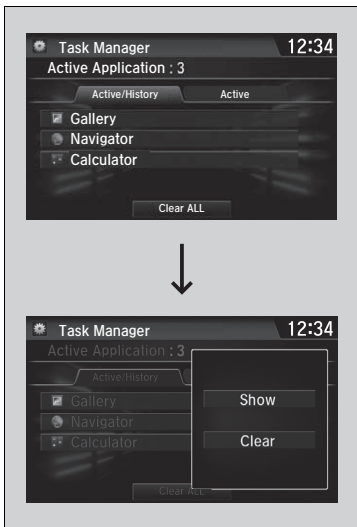 Task Manager 12:34
Active Application : 3
Active/History Active
Gallery
Navigator
Calculator
Clear ALL
Task Manager 12:34
Active Application : 3
Active/History
Gallery
Show
Navigator
Clear
Calculator
Clear ALL